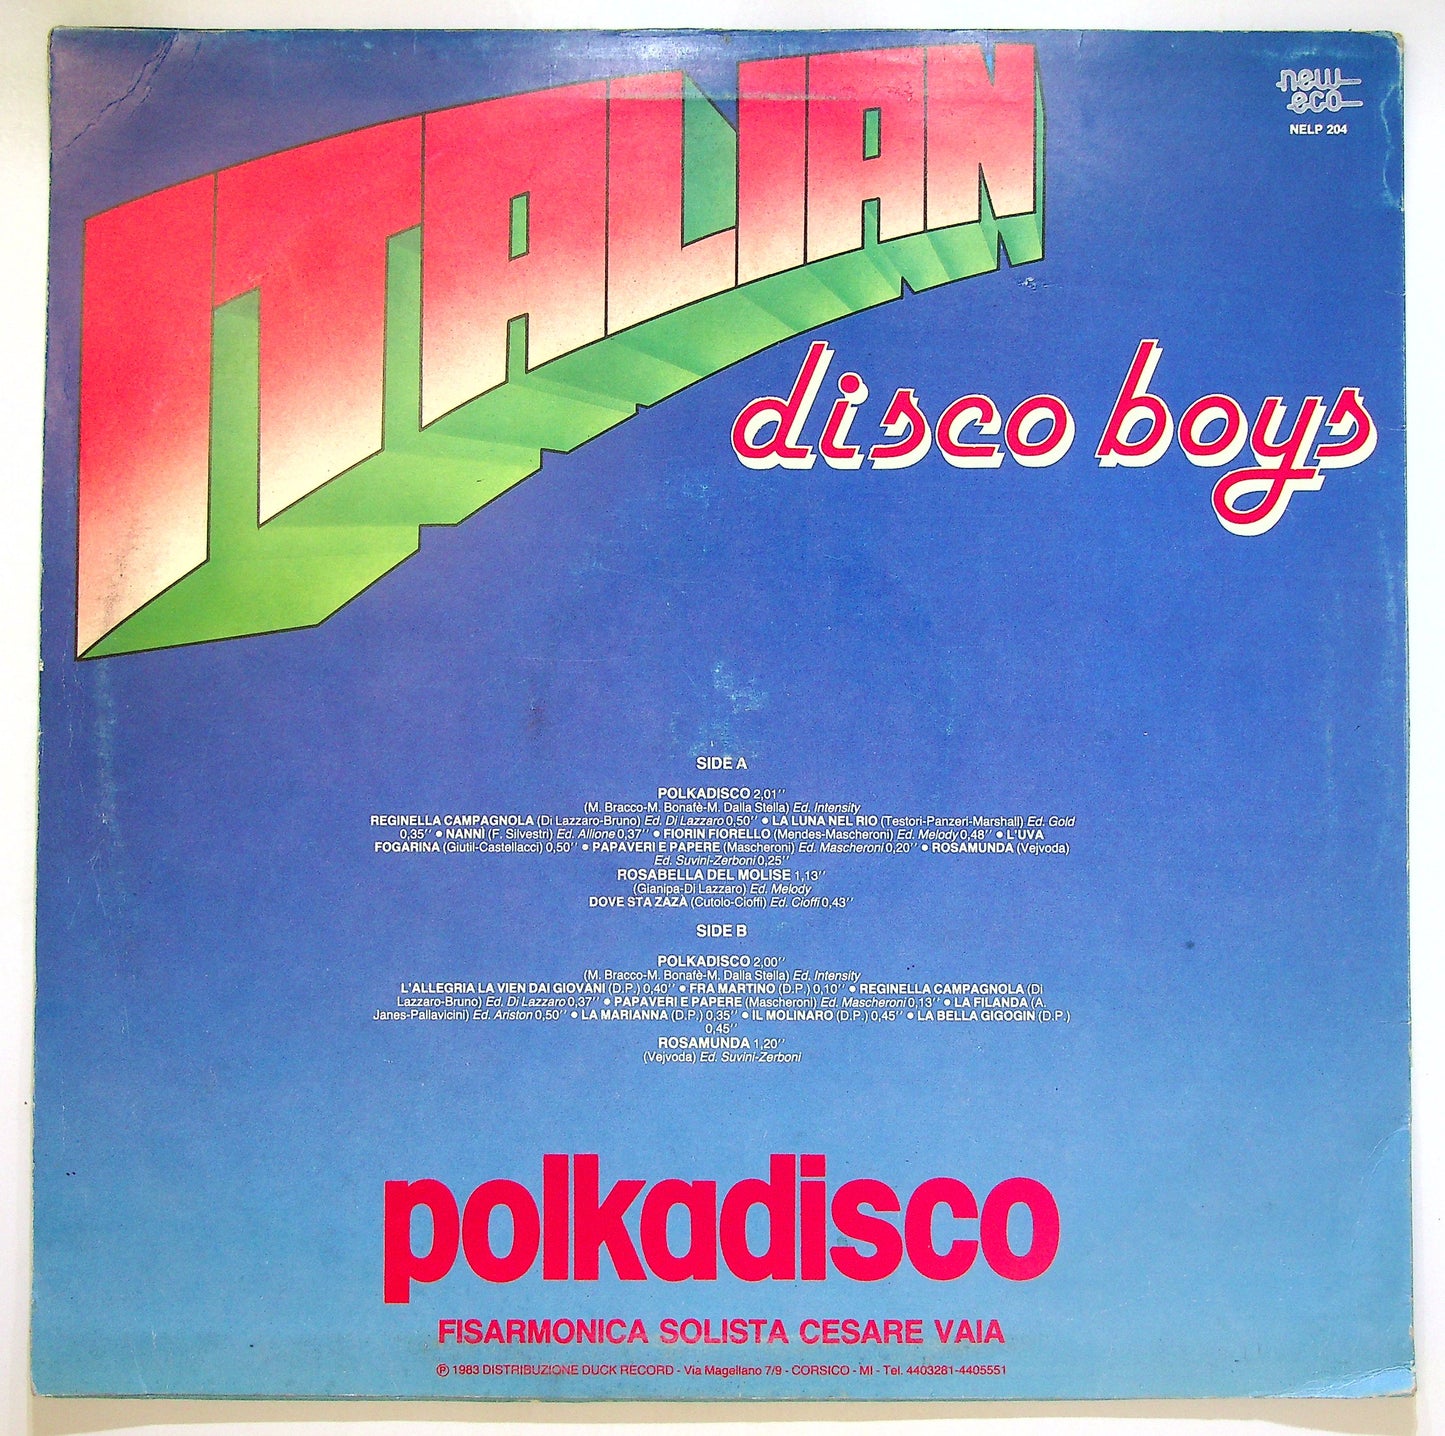 ITALIAN
new
eco
NELP 204
disco boys
SIDE A
POLKADISCO 2,01''
(M. Bracco-M. Bonafè-M. Dalla Stella) Ed. Intensity
REGINELLA CAMPAGNOLA (Di Lazzaro-Bruno) Ed. Di Lazzaro 0,50'' ● LA LUNA NEL RIO (Testori-Panzeri-Marshall) Ed. Gold
0,35'' ● NANNÌ (F. Silvestri) Ed. Allione 0,37'' ● FIORIN FIORELLO (Mendes-Mascheroni) Ed. Melody 0,48'' ● L'UVA
FOGARINA (Giutil-Castellacci) 0,50'' ● PAPAVERI E PAPERE (Mascheroni) Ed. Mascheroni 0,20'' ● ROSAMUNDA (Vejvoda)
Ed. Suvini-Zerboni 0,25''
ROSABELLA DEL MOLISE 1,13''
(Gianipa-Di Lazzaro) Ed. Melody
DOVE STA ZAZÀ (Cutolo-Cioffi) Ed. Cioffi 0,43''
SIDE B
POLKADISCO 2,00''
(M. Bracco-M. Bonafè-M. Dalla Stella) Ed. Intensity
L'ALLEGRIA LA VIEN DAI GIOVANI (D.P.) 0,40'' ● FRA MARTINO (D.P.) 0,10'' ● REGINELLA CAMPAGNOLA (Di
Lazzaro-Bruno) Ed. Di Lazzaro 0,37'' ● PAPAVERI E PAPERE (Mascheroni) Ed. Mascheroni 0,13'' ● LA FILANDA (A.
Janes-Pallavicini) Ed. Ariston 0,50'' ● LA MARIANNA (D.P.) 0,35'' ● IL MOLINARO (D.P.) 0,45'' ● LA BELLA GIGOGIN (D.P.)
0,45''
ROSAMUNDA 1,20''
(Vejvoda) Ed. Suvini-Zerboni
polkadisco
FISARMONICA SOLISTA CESARE VAIA
℗ 1983 DISTRIBUZIONE DUCK RECORD - Via Magellano 7/9 - CORSICO - MI - Tel. 4403281-4405551